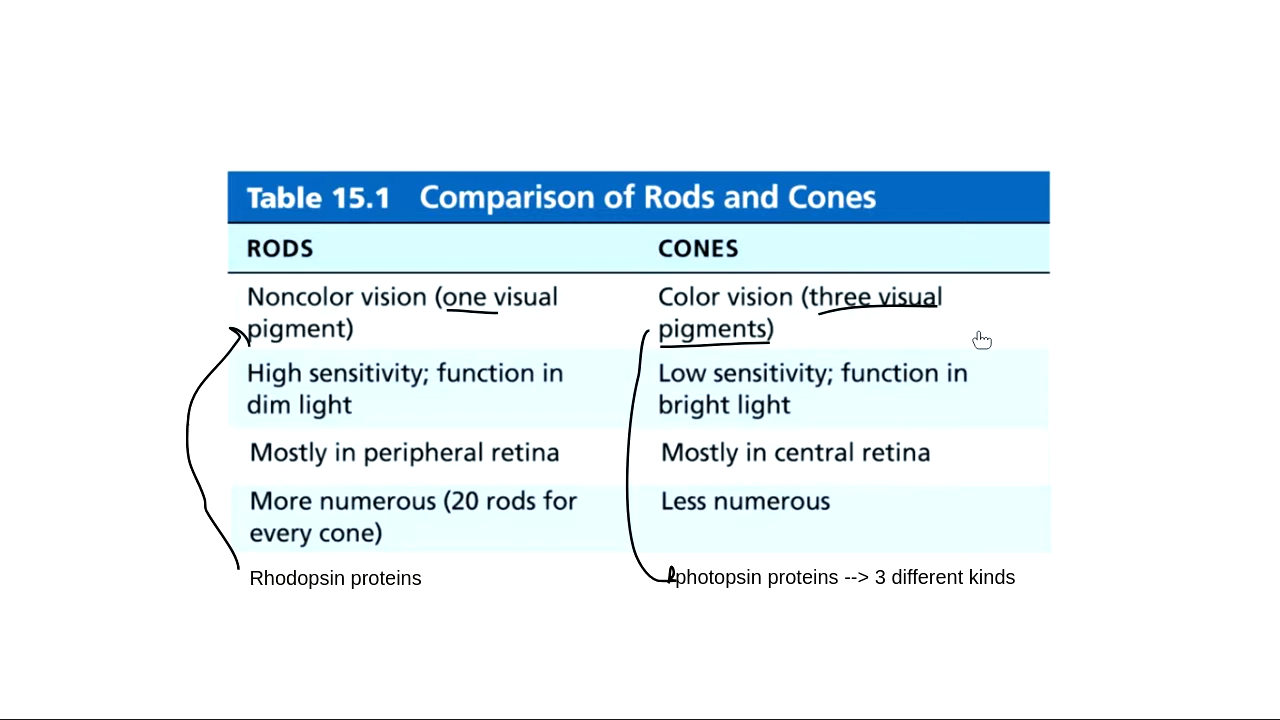 Table 15.1 Comparison of Rods and Cones
RODS
CONES
Noncolor vision (one visual
pigment)
Color vision (three visual
pigments)
High sensitivity; function in
dim light
Low sensitivity; function in
bright light
Mostly in peripheral retina
Mostly in central retina
More numerous (20 rods for
every cone)
Less numerous
Rhodopsin proteins
photopsin proteins --> 3 different kinds